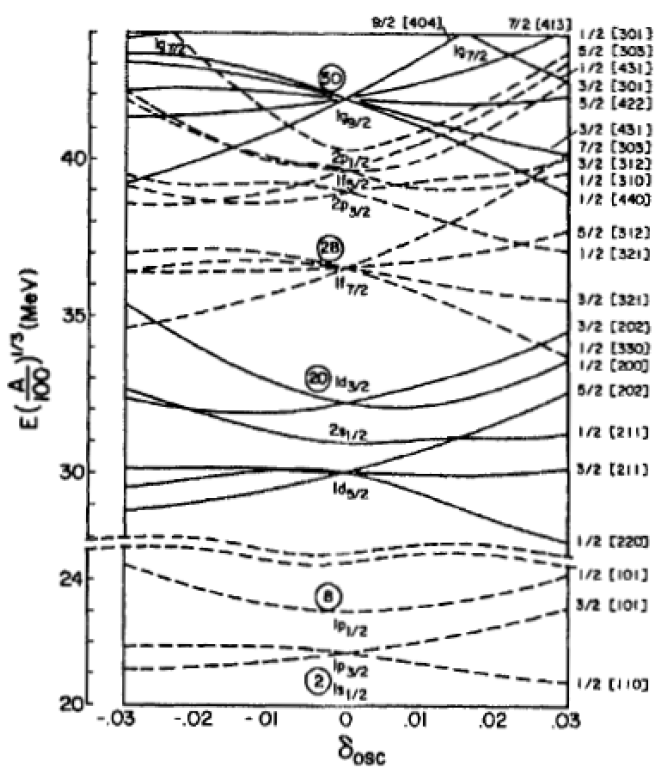 9/2 [404] 7/2 [413]
1g7/2 1g7/2 1/2 [301]
5/2 [303]
1/2 [431]
50 3/2 [301]
5/2 [422]
1g9/2
3/2 [431]
7/2 [303]
40 2p1/2 3/2 [312]
1f5/2 1/2 [310]
2p3/2 1/2 [440]
5/2 [312]
28 1/2 [321]
1f7/2
3/2 [321]
35
3/2 [202]
1/2 [330]
1/2 [200]
20 1d3/2 5/2 [202]
2s1/2 1/2 [211]
30 3/2 [211]
1d5/2
1/2 [220]
24 1/2 [101]
8 3/2 [101]
1p1/2
1p3/2
2 1s1/2 1/2 [110]
20
-.03 -.02 -.01 0 .01 .02 .03
δosc
E(A/100)1/3(MeV)